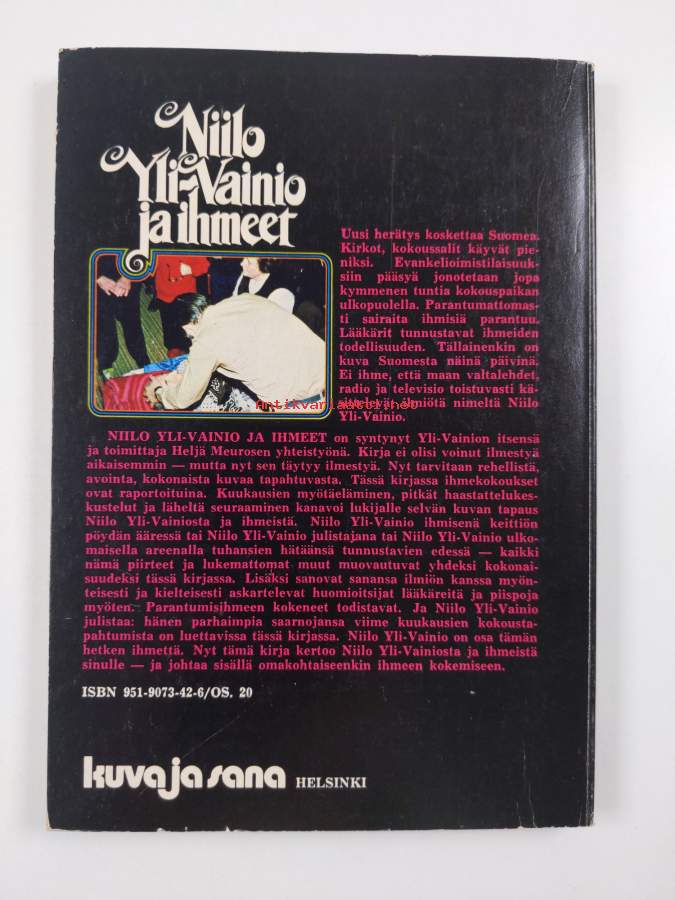 Niilo
Yli-Vainio
ja ihmeet
Uusi herätys koskettaa Suomea.
Kirkot, kokoussalit käyvät pie-
niksi. Evankelioimistilaisuuk-
siin pääsyä jonotetaan jopa
kymmenen tuntia kokouspaikan
ulkopuolella. Parantumattomas-
ti sairaita ihmisiä parantuu.
Lääkärit tunnustavat ihmeiden
todellisuuden. Tällainenkin on
kuva Suomesta näinä päivinä.
Ei ihme, että maan valtalehdet,
radio ja televisio toistuvasti kä-
sittelevät ilmiötä nimeltä Niilo
Yli-Vainio.
Antikvariaatti.net
NIILO YLI-VAINIO JA IHMEET on syntynyt Yli-Vainion itsensä
ja toimittaja Heljä Meurosen yhteistyönä. Kirja ei olisi voinut ilmestyä
aikaisemmin — mutta nyt sen täytyy ilmestyä. Nyt tarvitaan rehellistä,
avointa, kokonaista kuvaa tapahtuvasta. Tässä kirjassa ihmekokoukset
ovat raportoituina. Kuukausien myötäeläminen, pitkät haastattelukes-
kustelut ja läheltä seuraaminen kanavoi lukijalle selvän kuvan tapaus
Niilo Yli-Vainiosta ja ihmeistä. Niilo Yli-Vainio ihmisenä keittiön
pöydän ääressä tai Niilo Yli-Vainio julistajana tai Niilo Yli-Vainio ulko-
maisella areenalla tuhansien hätäänsä tunnustavien edessä — kaikki
nämä piirteet ja lukemattomat muut muovautuvat yhdeksi kokonai-
suudeksi tässä kirjassa. Lisäksi sanovat sanansa ilmiön kanssa myön-
teisesti ja kielteisesti askartelevat huomioitsijat lääkäreitä ja piispoja
myöten. Parantumisihmeen kokeneet todistavat. Ja Niilo Yli-Vainio
julistaa: hänen parhaimpia saarnojansa viime kuukausien kokousta-
pahtumista on luettavissa tässä kirjassa. Niilo Yli-Vainio on osa tämän
hetken ihmettä. Nyt tämä kirja kertoo Niilo Yli-Vainiosta ja ihmeistä
sinulle — ja johtaa sisällä omakohtaiseenkin ihmeen kokemiseen.
ISBN 951-9073-42-6/OS. 20
kuva ja sana HELSINKI